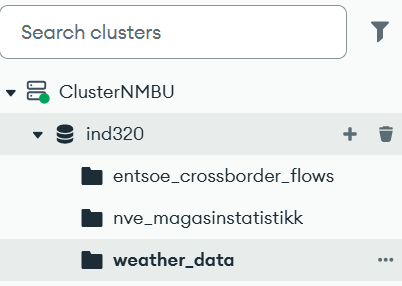 Search clusters
ClusterNMBU
ind320
entsoe_crossborder_flows
nve_magasinstatistikk
weather_data